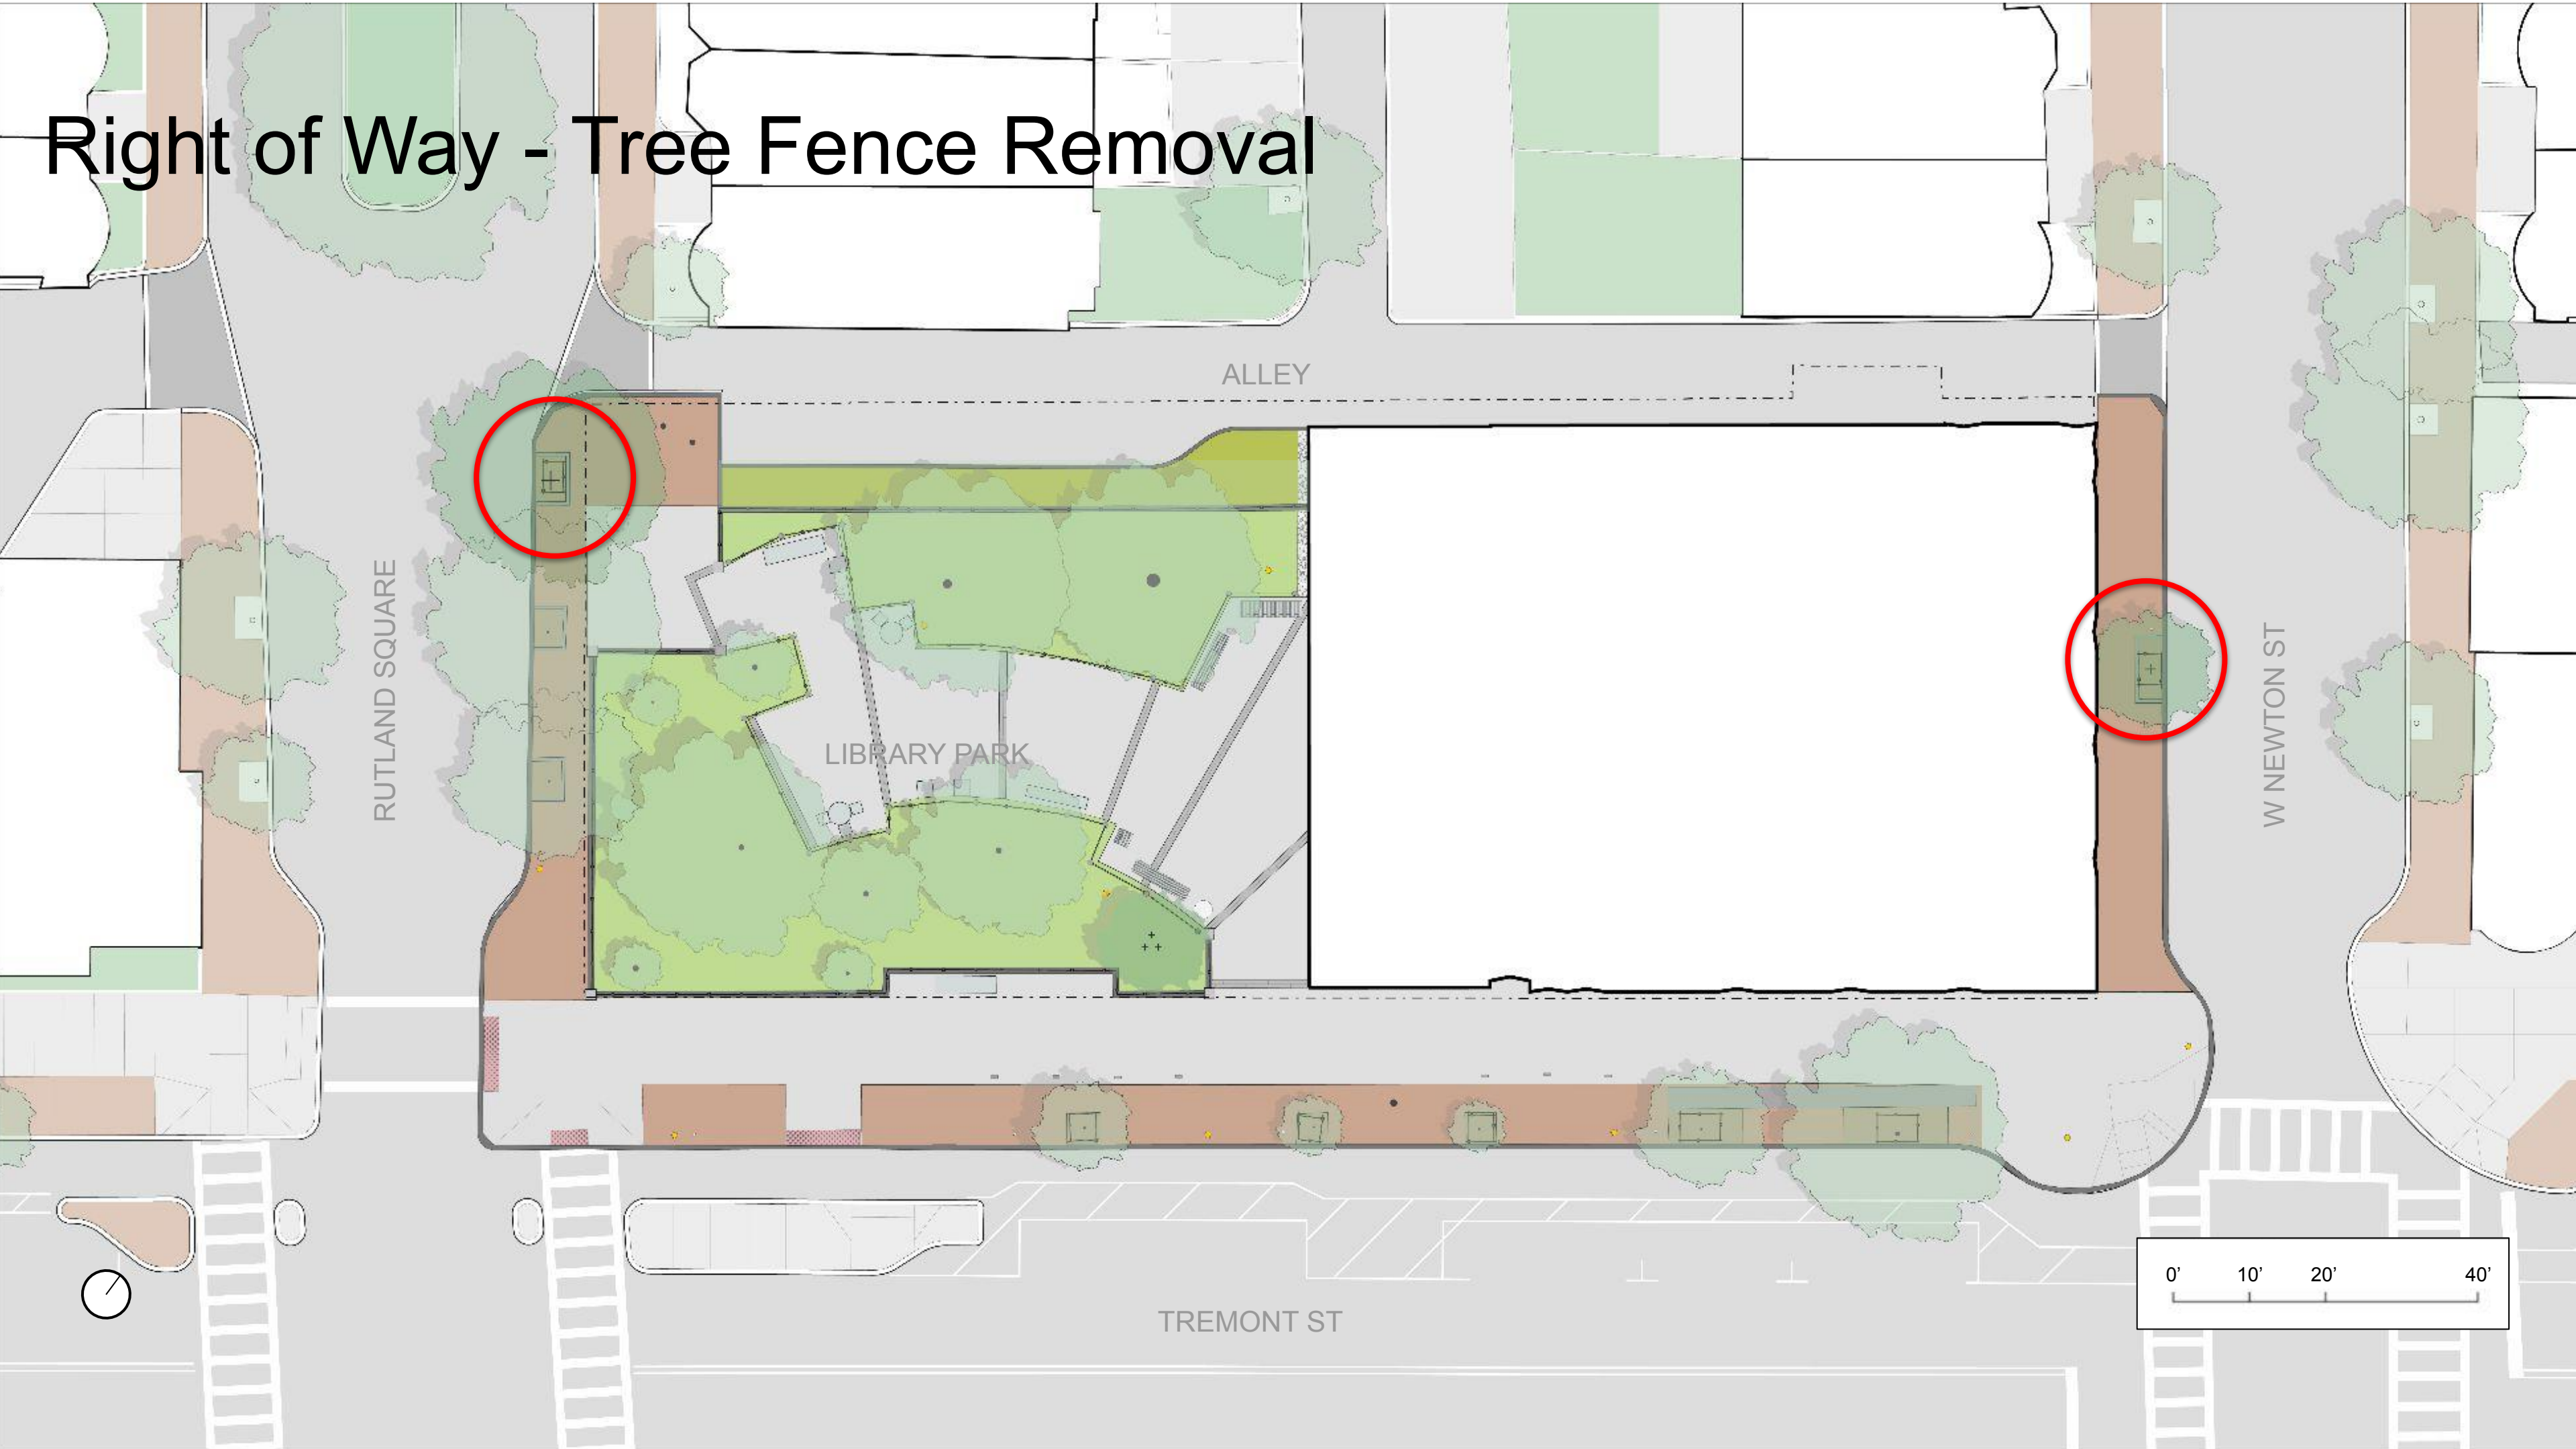 Right of Way - Tree Fence Removal
ALLEY
RUTLAND SQUARE
W NEWTON ST
LIBRARY PARK
0’ 10’ 20’ 40’
TREMONT ST